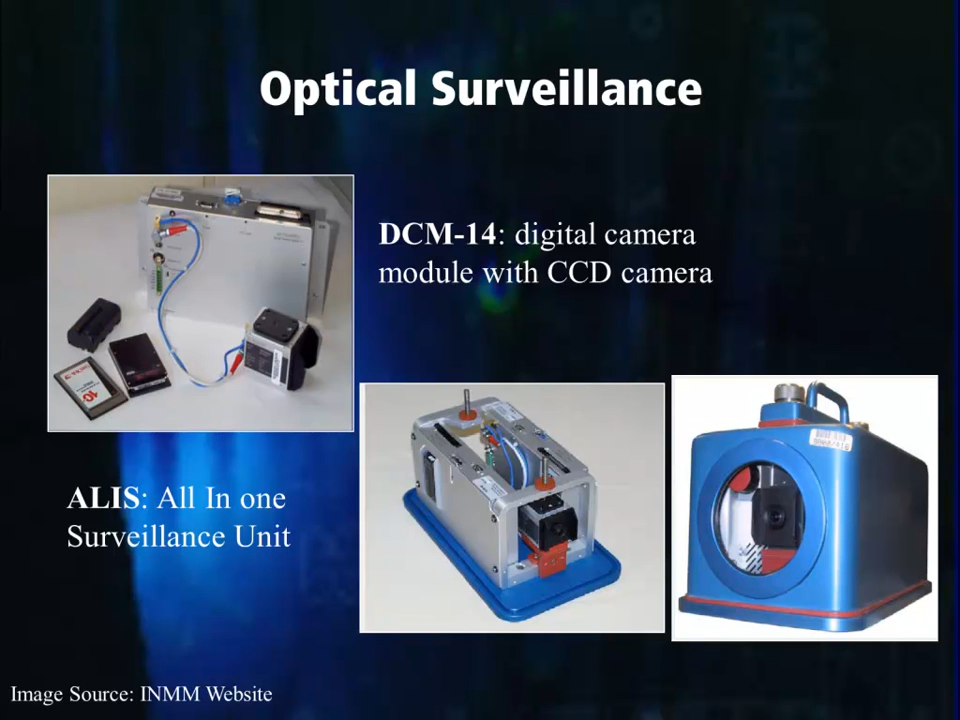 Optical Surveillance
DCM-14: digital camera
module with CCD camera
ALIS: All In one
Surveillance Unit
Image Source: INMM Website